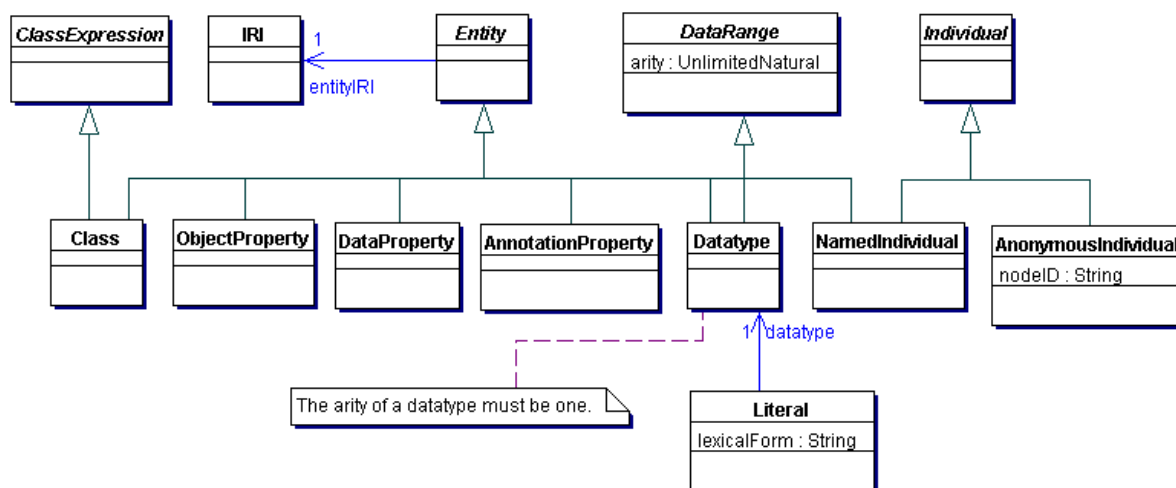 ClassExpression
IRI
1
entityIRI
Entity
DataRange
arity : UnlimitedNatural
Individual
Class
ObjectProperty
DataProperty
AnnotationProperty
Datatype
NamedIndividual
AnonymousIndividual
nodeID : String
1 datatype
The arity of a datatype must be one.
Literal
lexicalForm : String